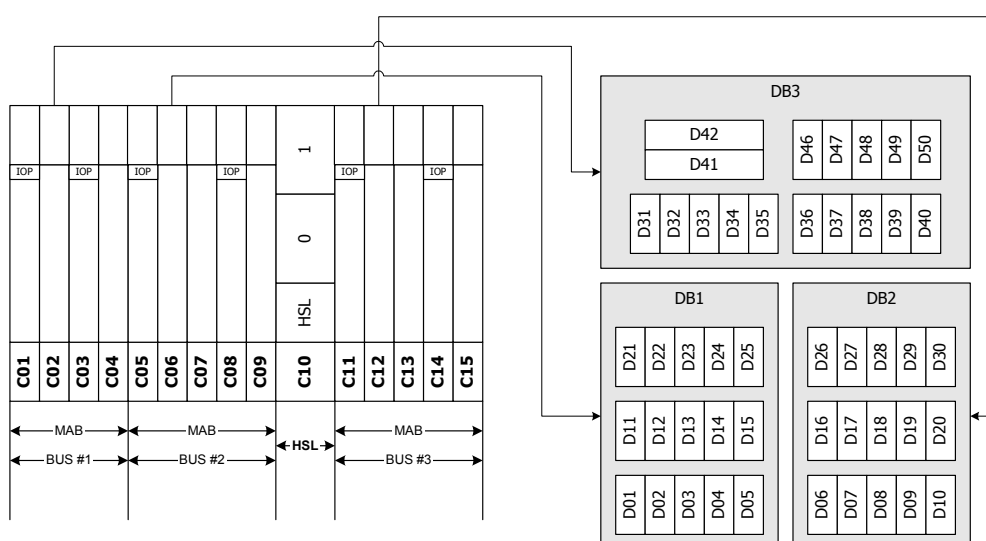 DB3
D42
D41
D46 D47 D48 D49 D50
D31 D32 D33 D34 D35
D36 D37 D38 D39 D40
IOP IOP IOP IOP IOP IOP
1
0
HSL
C01 C02 C03 C04 C05 C06 C07 C08 C09 C10 C11 C12 C13 C14 C15
MAB MAB HSL MAB
BUS #1 BUS #2 BUS #3
DB1
D21 D22 D23 D24 D25
D11 D12 D13 D14 D15
D01 D02 D03 D04 D05
DB2
D26 D27 D28 D29 D30
D16 D17 D18 D19 D20
D06 D07 D08 D09 D10